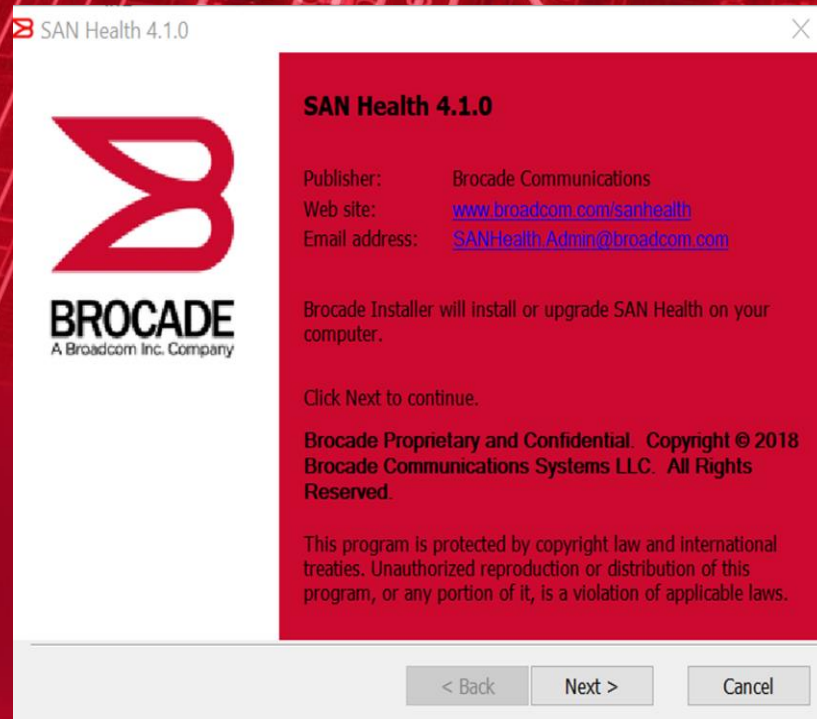 SAN Health 4.1.0
BROCADE
A Broadcom Inc. Company
SAN Health 4.1.0
Publisher: Brocade Communications
Web site: www.broadcom.com/sanhealth
Email address: SANHealth.Admin@broadcom.com
Brocade Installer will install or upgrade SAN Health on your
computer.
Click Next to continue.
Brocade Proprietary and Confidential. Copyright © 2018
Brocade Communications Systems LLC. All Rights
Reserved.
This program is protected by copyright law and international
treaties. Unauthorized reproduction or distribution of this
program, or any portion of it, is a violation of applicable laws.
< Back Next > Cancel